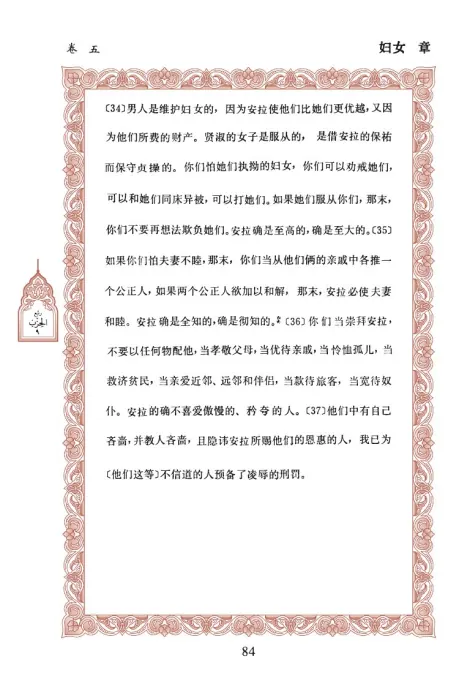 卷 五
妇女 章
〔34〕男人是维护妇女的，因为安拉使他们比她们更优越，又因
为他们所费的财产。贤淑的女子是服从的，是借安拉的保祐
而保守贞操的。你们怕她们执拗的妇女，你们可以劝戒她们，
可以和她们同床异被，可以打她们。如果她们服从你们，那末，
你们不要再想法欺负她们。安拉确是至高的，确是至大的。〔35〕
如果你们怕夫妻不睦，那末，你们当从他们俩的亲戚中各推一
个公正人，如果两个公正人欲加以和解，那末，安拉必使夫妻
和睦。安拉确是全知的，确是彻知的。〔36〕你们当崇拜安拉，
不要以任何物配他，当孝敬父母，当优待亲戚，当怜恤孤儿，当
救济贫民，当亲爱近邻、远邻和伴侣，当款待旅客，当宽待奴
仆。安拉的确不喜爱傲慢的、矜夸的人。〔37〕他们中有自己
吝啬，并教人吝啬，且隐讳安拉所赐他们的恩惠的人，我已为
〔他们这等〕不信道的人预备了凌辱的刑罚。
ربع
الحزب
٩
84